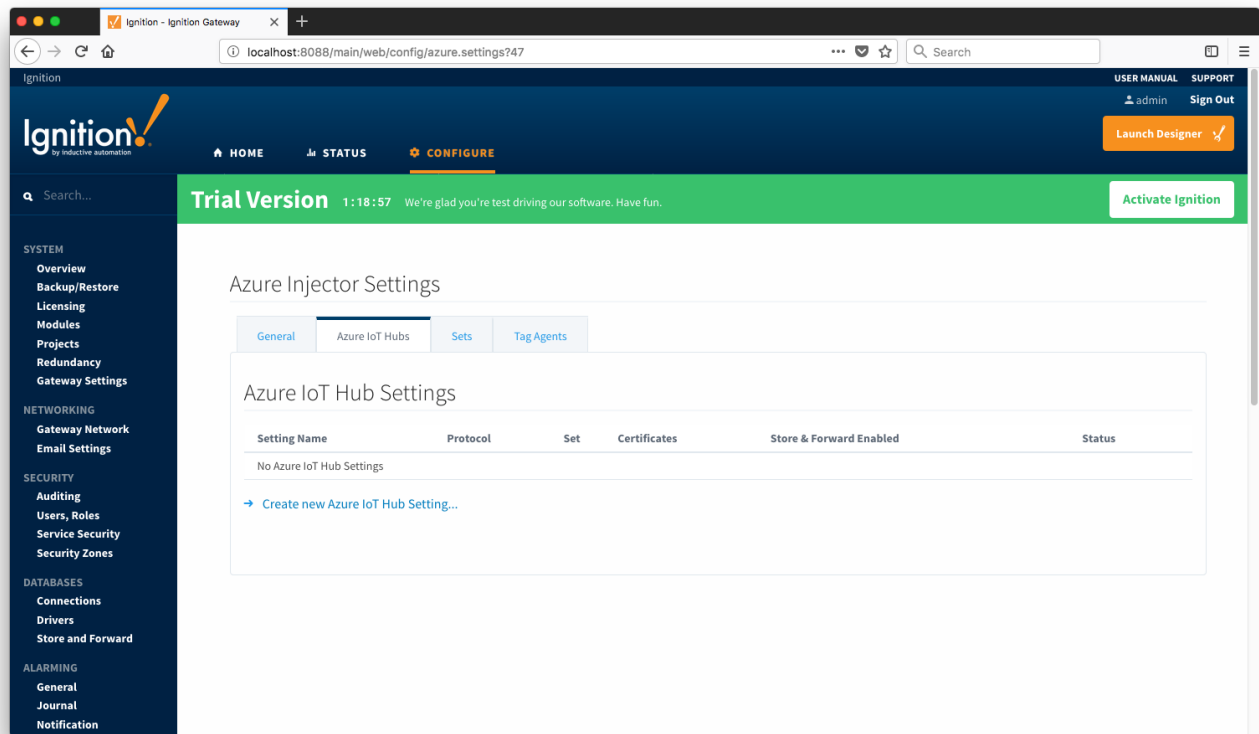 Ignition - Ignition Gateway
localhost:8088/main/web/config/azure.settings?47
Search
Ignition
USER MANUAL SUPPORT
admin Sign Out
Ignition!
by inductive automation
Launch Designer
HOME STATUS CONFIGURE
Search...
Trial Version 1:18:57 We're glad you're test driving our software. Have fun.
Activate Ignition
SYSTEM
Overview
Backup/Restore
Licensing
Modules
Projects
Redundancy
Gateway Settings
NETWORKING
Gateway Network
Email Settings
SECURITY
Auditing
Users, Roles
Service Security
Security Zones
DATABASES
Connections
Drivers
Store and Forward
ALARMING
General
Journal
Notification
Azure Injector Settings
General Azure IoT Hubs Sets Tag Agents
Azure IoT Hub Settings
Setting Name Protocol Set Certificates Store & Forward Enabled Status
No Azure IoT Hub Settings
Create new Azure IoT Hub Setting...